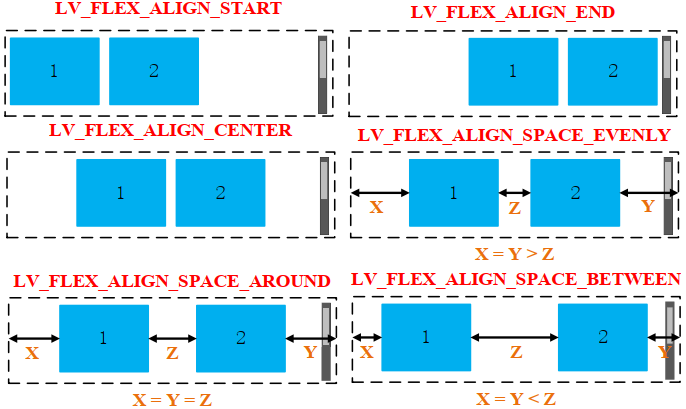 LV_FLEX_ALIGN_START
LV_FLEX_ALIGN_END
1
2
1
2
LV_FLEX_ALIGN_CENTER
LV_FLEX_ALIGN_SPACE_EVENLY
1
2
1
2
X
Z
Y
X = Y > Z
LV_FLEX_ALIGN_SPACE_AROUND
LV_FLEX_ALIGN_SPACE_BETWEEN
1
2
X
Z
Y
1
2
X
Z
Y
X = Y = Z
X = Y < Z